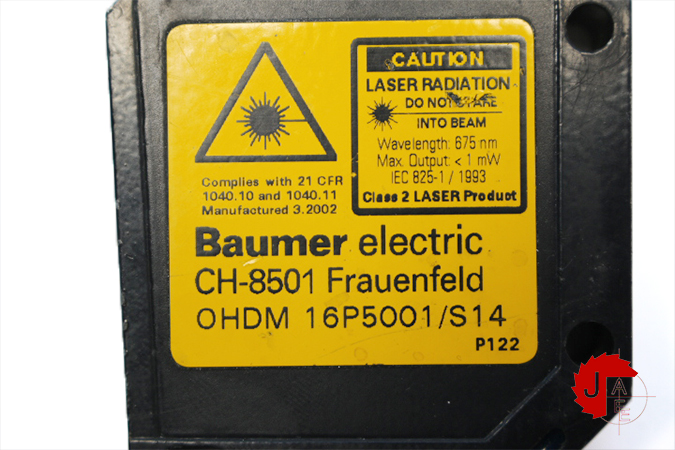 CAUTION
LASER RADIATION
DO NOT STARE
INTO BEAM
Wavelength: 675 nm
Max. Output: < 1 mW
IEC 825-1 / 1993
Class 2 LASER Product
Complies with 21 CFR
1040.10 and 1040.11
Manufactured 3.2002
Baumer electric
CH-8501 Frauenfeld
OHDM 16P5001/S14
P122
J
A